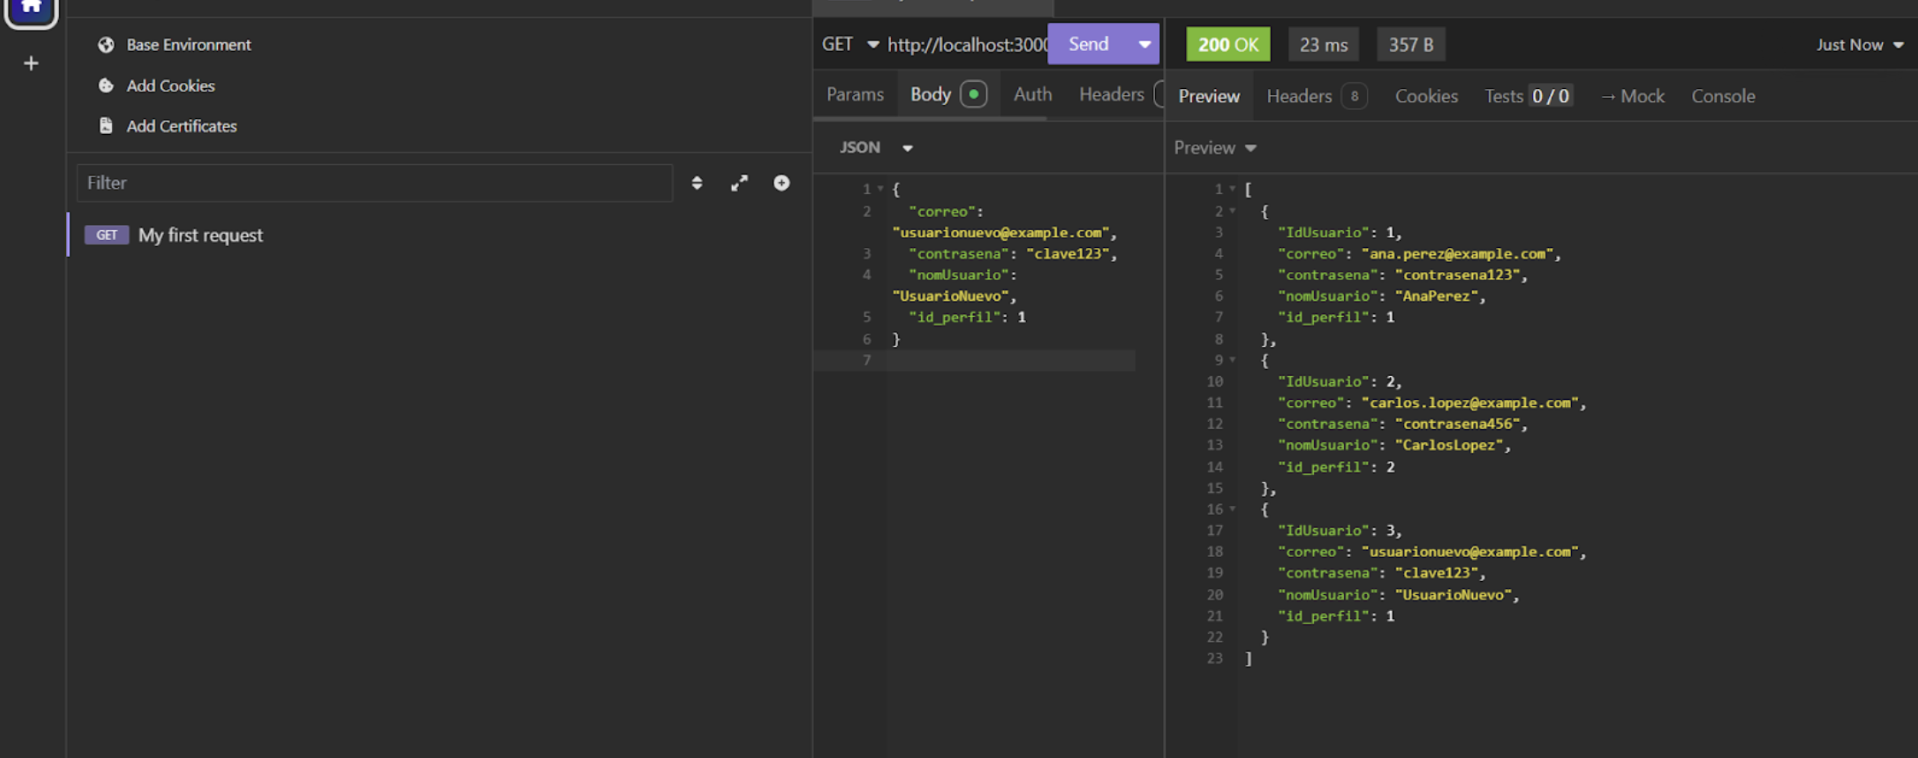 Base Environment
Add Cookies
Add Certificates
Filter
GET My first request
GET http://localhost:3000 Send
Params Body Auth Headers
JSON
1 {
2 "correo":
"usuarionuevo@example.com",
3 "contrasena": "clave123",
4 "nomUsuario":
"UsuarioNuevo",
5 "id_perfil": 1
6 }
7
200 OK 23 ms 357 B Just Now
Preview Headers 8 Cookies Tests 0 / 0 → Mock Console
Preview
1 [
2 {
3 "IdUsuario": 1,
4 "correo": "ana.perez@example.com",
5 "contrasena": "contrasena123",
6 "nomUsuario": "AnaPerez",
7 "id_perfil": 1
8 },
9 {
10 "IdUsuario": 2,
11 "correo": "carlos.lopez@example.com",
12 "contrasena": "contrasena456",
13 "nomUsuario": "CarlosLopez",
14 "id_perfil": 2
15 },
16 {
17 "IdUsuario": 3,
18 "correo": "usuarionuevo@example.com",
19 "contrasena": "clave123",
20 "nomUsuario": "UsuarioNuevo",
21 "id_perfil": 1
22 }
23 ]